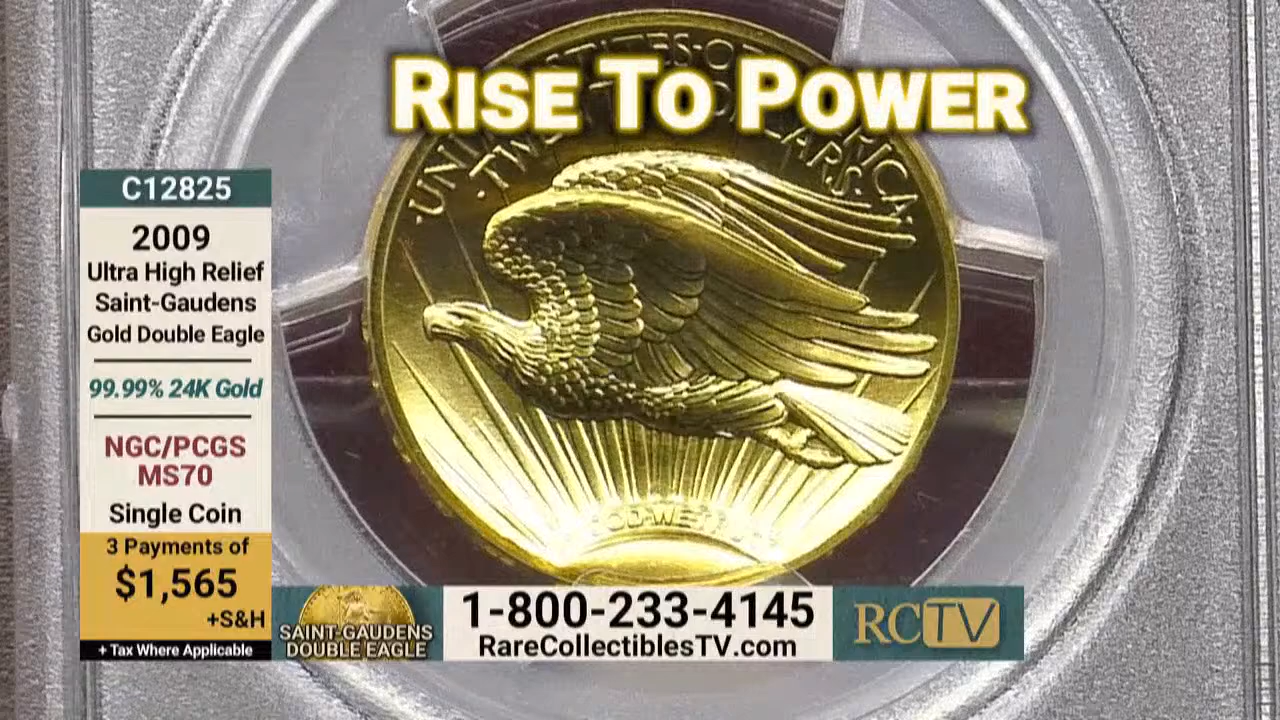 RISE TO POWER
C12825
2009
Ultra High Relief
Saint-Gaudens
Gold Double Eagle
99.99% 24K Gold
NGC/PCGS
MS70
Single Coin
3 Payments of
$1,565
+S&H
+ Tax Where Applicable
SAINT-GAUDENS
DOUBLE EAGLE
1-800-233-4145
RareCollectiblesTV.com
RCTV